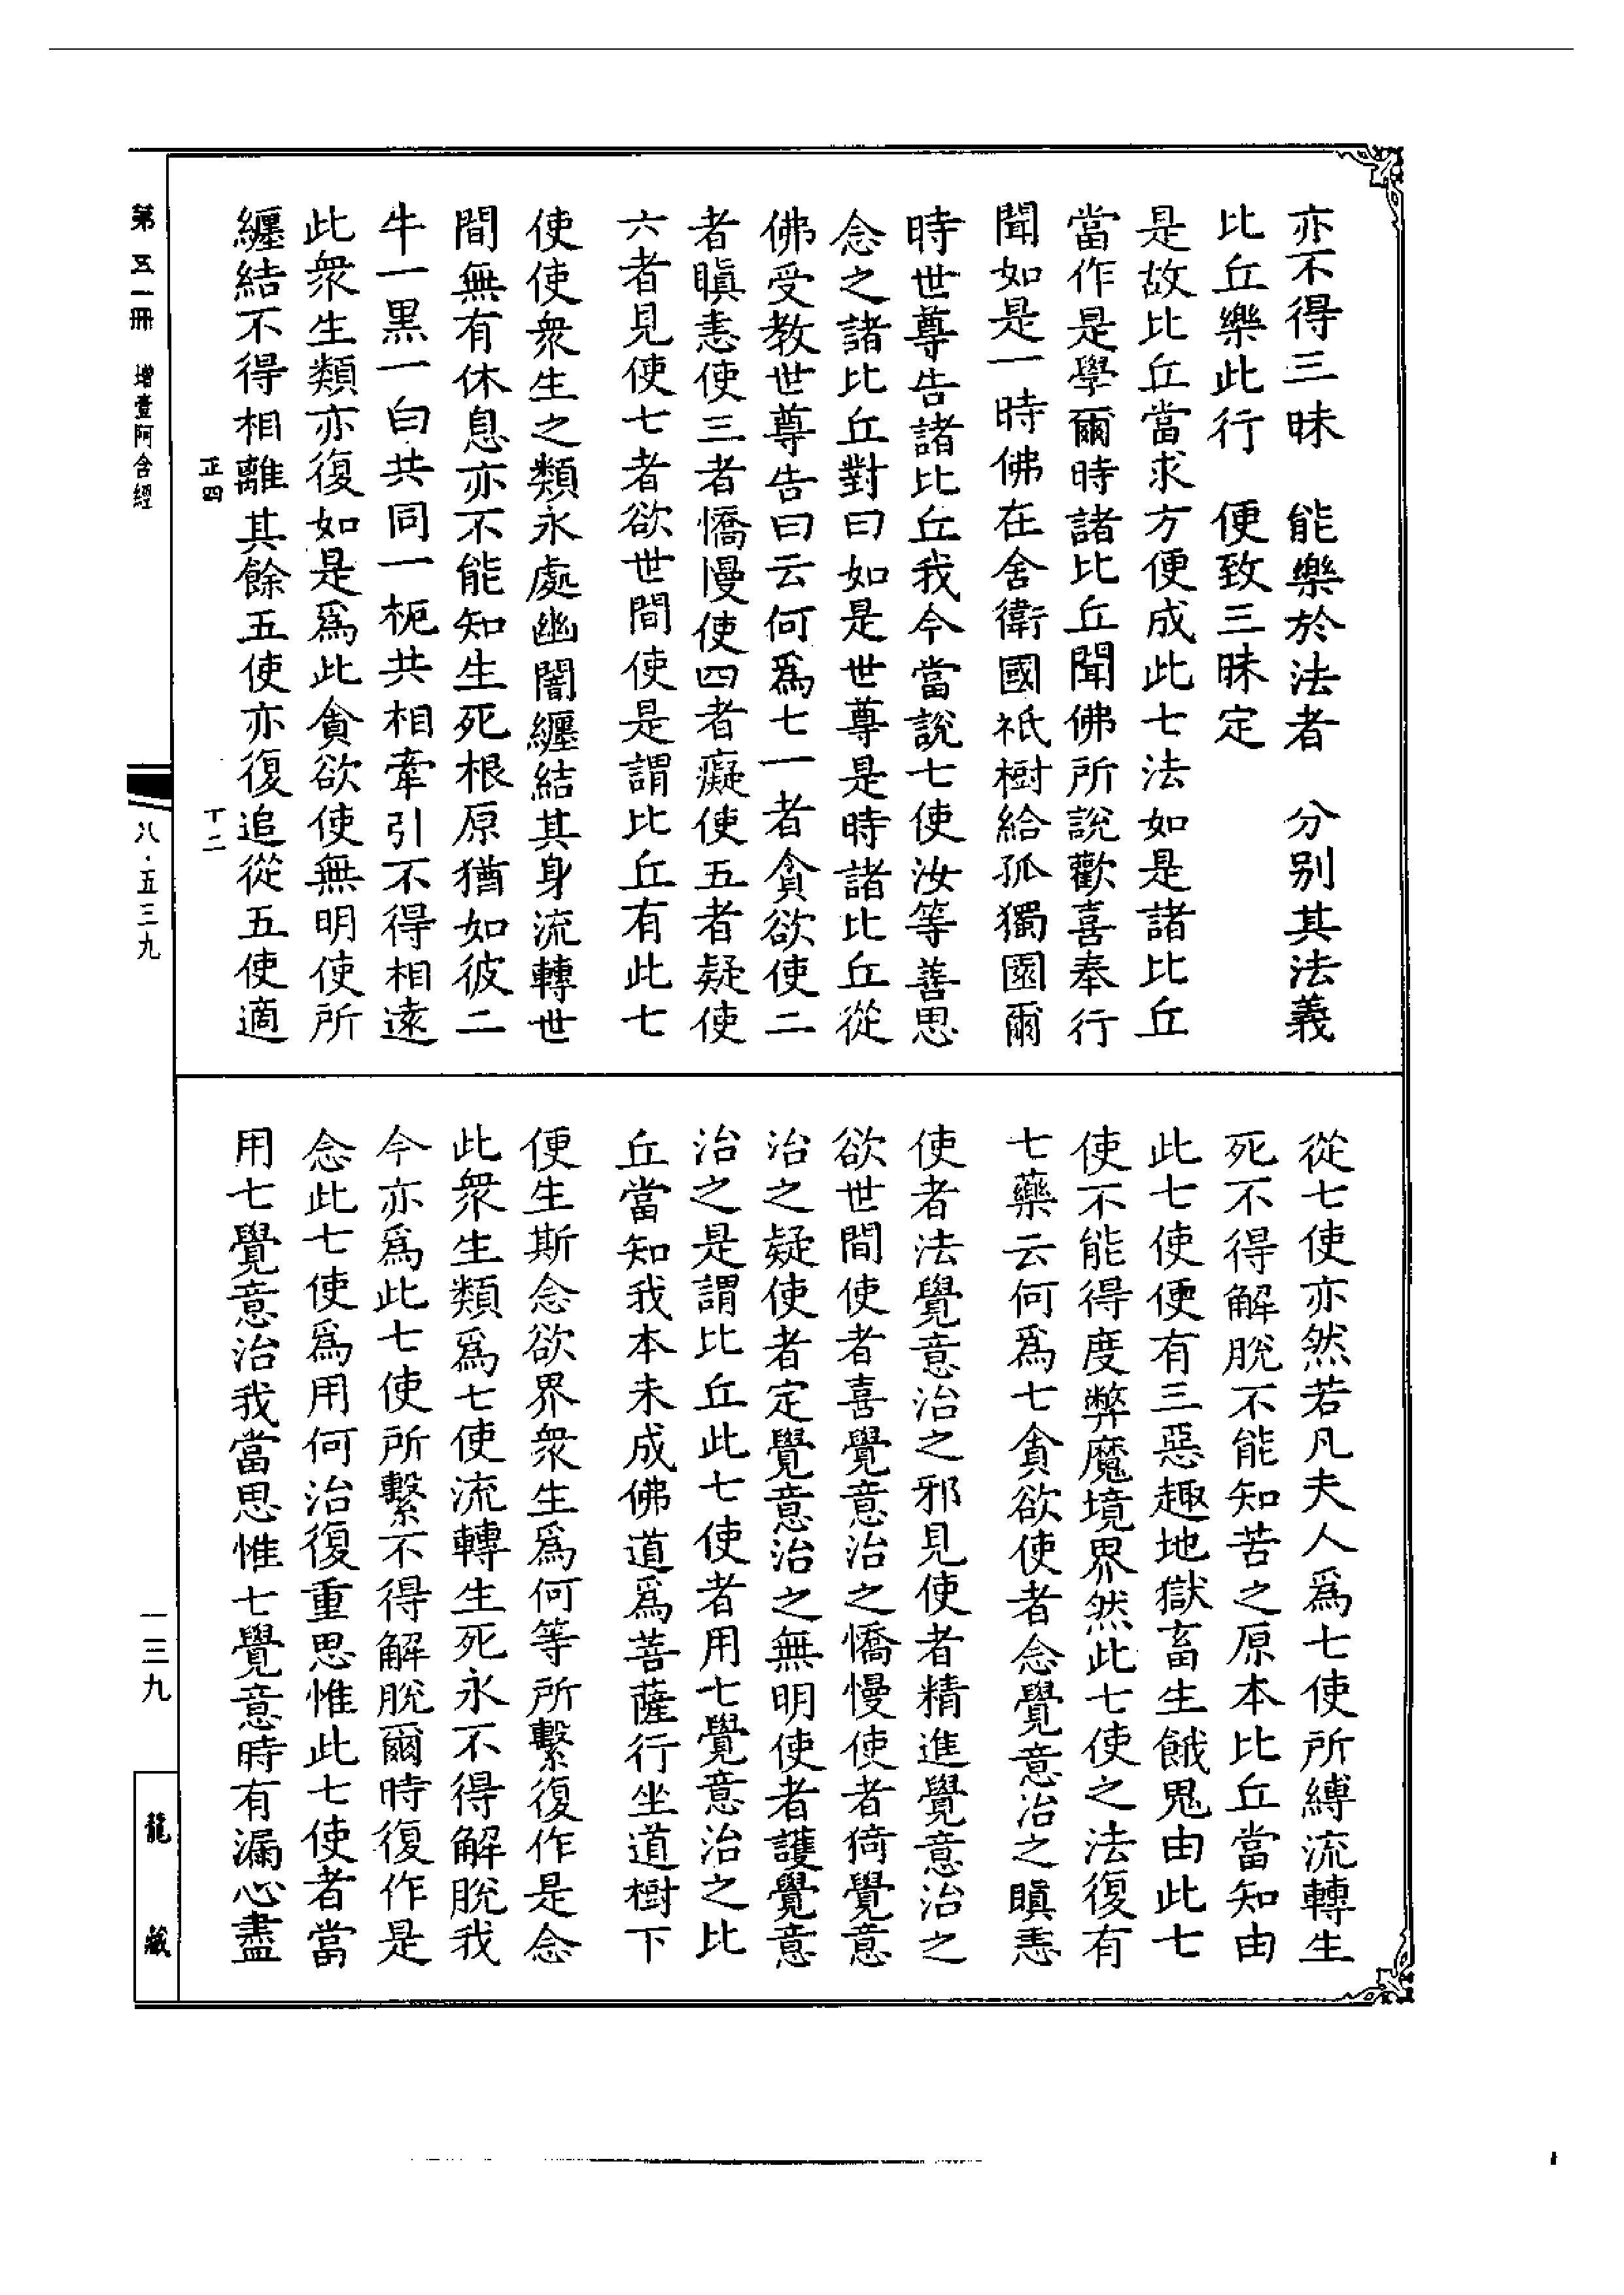 亦不得三昧　能樂於法者　分别其法義
比丘樂此行　便致三昧定
是故比丘當求方便成此七法如是諸比丘
當作是學爾時諸比丘聞佛所說歡喜奉行
聞如是一時佛在舍衛國祇樹給孤獨園爾
時世尊告諸比丘我今當說七使汝等善思
念之諸比丘對曰如是世尊是時諸比丘從
佛受教世尊告曰云何爲七一者貪欲使二
者瞋恚使三者憍慢使四者癡使五者疑使
六者見使七者欲世間使是謂比丘有此七
使使衆生之類永處幽闇纏結其身流轉世
間無有休息亦不能知生死根原猶如彼二
牛一黑一白共同一枙共相牽引不得相遠
此衆生類亦復如是爲此貪欲使無明使所
纏結不得相離其餘五使亦復追從五使適
正四
十二
從七使亦然若凡夫人爲七使所縛流轉生
死不得解脫不能知苦之原本比丘當知由
此七使便有三惡趣地獄畜生餓鬼由此七
使不能得度弊魔境界然此七使之法復有
七藥云何爲七貪欲使者念覺意治之瞋恚
使者法覺意治之邪見使者精進覺意治之
欲世間使者喜覺意治之憍慢使者猗覺意
治之疑使者定覺意治之無明使者護覺意
治之是謂比丘此七使者用七覺意治之比
丘當知我本未成佛道爲菩薩行坐道樹下
便生斯念欲界衆生爲何等所繫復作是念
此衆生類爲七使流轉生死永不得解脫我
今亦爲此七使所繫不得解脫爾時復作是
念此七使爲用何治復重思惟此七使者當
用七覺意治我當思惟七覺意時有漏心盡
第五一冊　增壹阿含經
八·五三九
一三九
龍藏